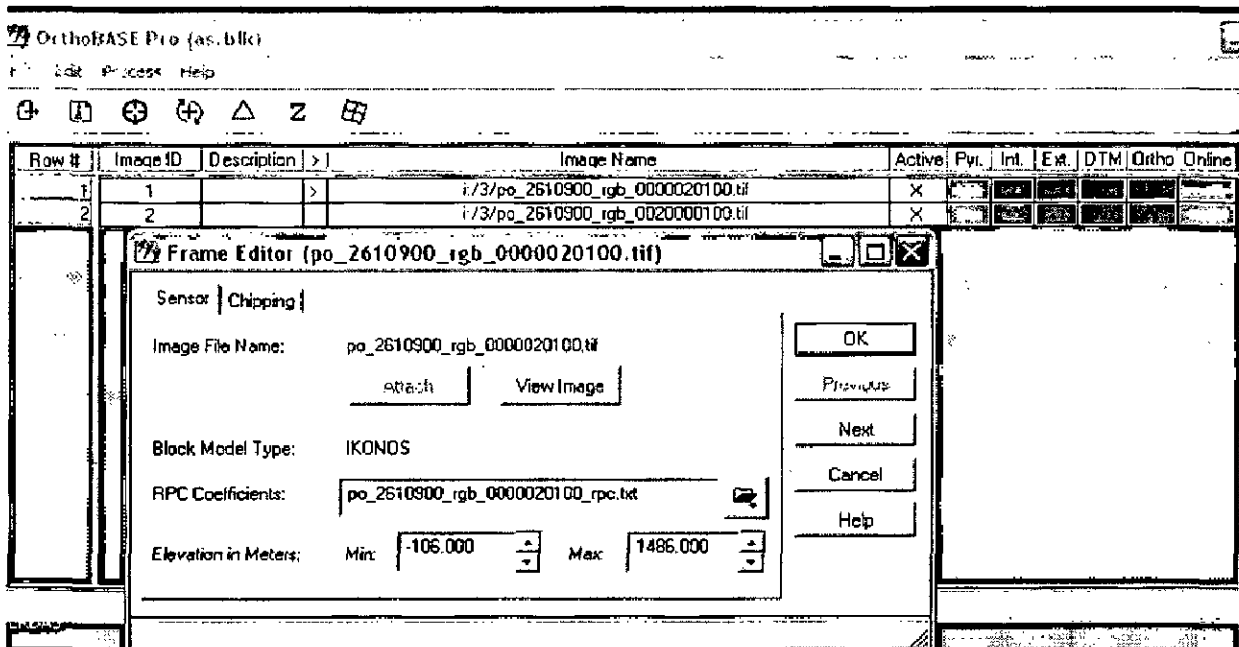 OrthoBASE Pro (as.blk)
Edit Process Help
Z
Row # Image ID Description > Image Name Active Pyr. Int. Ext. DTM Ortho Online
1 1 > i:/3/po_2610900_rgb_0000020100.tif X
2 2 i:/3/po_2610900_rgb_0020000100.tif X
Frame Editor (po_2610900_rgb_0000020100.tif)
Sensor Chipping
Image File Name: po_2610900_rgb_0000020100.tif
OK
Attach View Image
Previous
Next
Block Model Type: IKONOS
Cancel
RPC Coefficients: po_2610900_rgb_0000020100_rpc.txt
Help
Elevation in Meters: Min: -106.000 Max: 1486.000